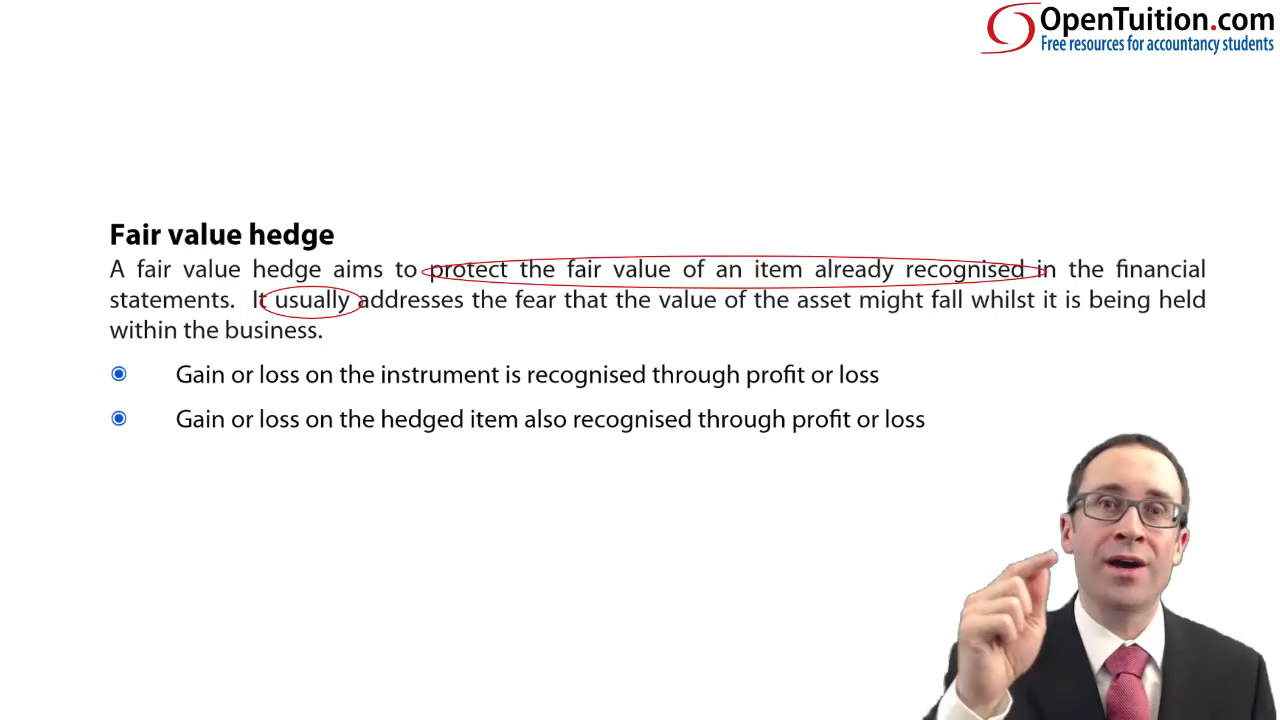 OpenTuition.com
Free resources for accountancy students
Fair value hedge
A fair value hedge aims to protect the fair value of an item already recognised in the financial
statements. It usually addresses the fear that the value of the asset might fall whilst it is being held
within the business.
Gain or loss on the instrument is recognised through profit or loss
Gain or loss on the hedged item also recognised through profit or loss